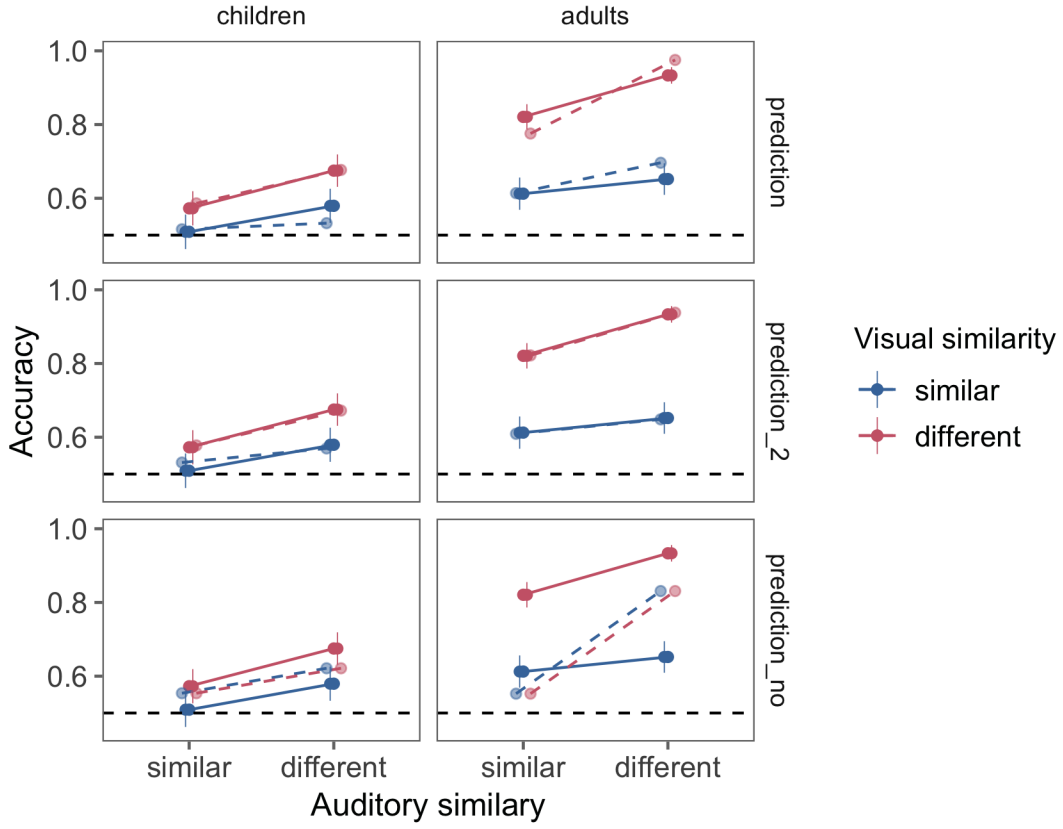 children adults
1.0
0.8
0.6
prediction
1.0
0.8
0.6
prediction_2
1.0
0.8
0.6
prediction_no
Accuracy
similar different similar different
Auditory similary
Visual similarity
similar
different